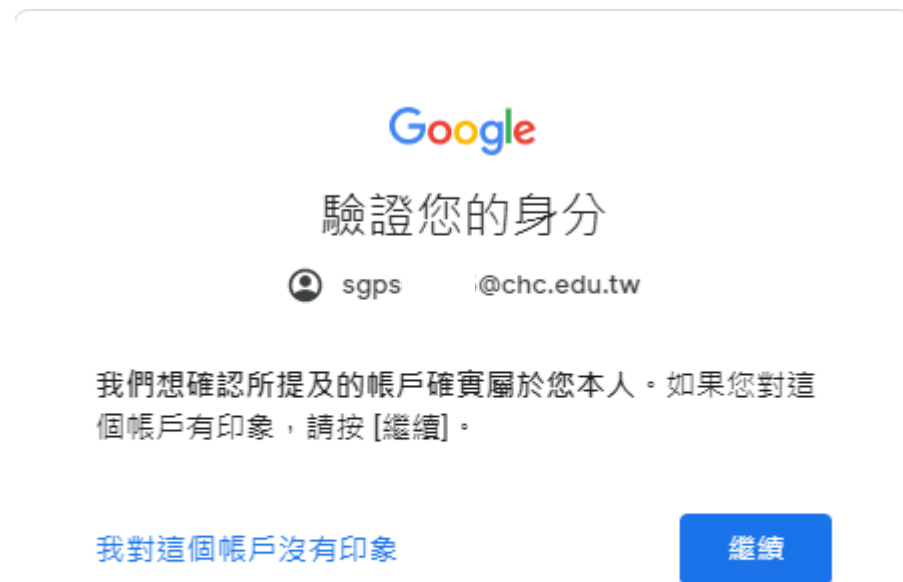 Google
驗證您的身分
sgps @chc.edu.tw
我們想確認所提及的帳戶確實屬於您本人。如果您對這
個帳戶有印象，請按 [繼續]。
我對這個帳戶沒有印象
繼續